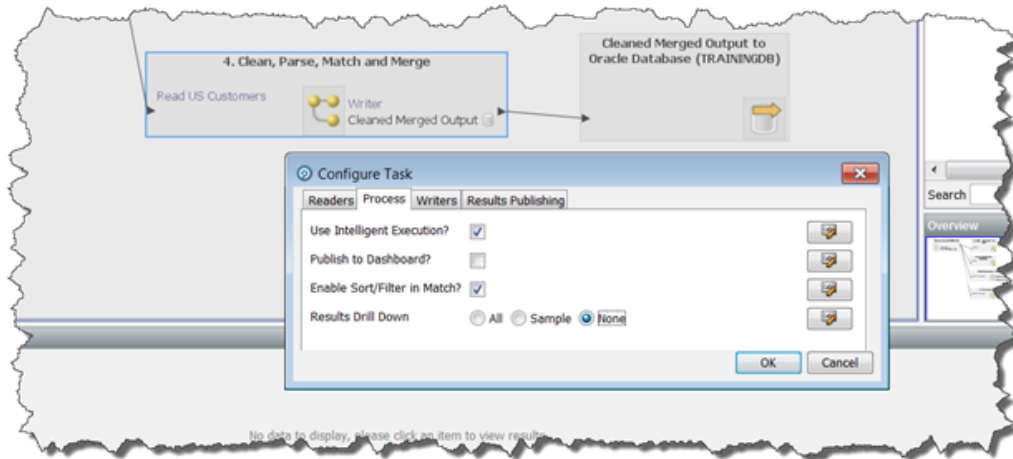 4. Clean, Parse, Match and Merge
Read US Customers
Writer
Cleaned Merged Output
Cleaned Merged Output to
Oracle Database (TRAININGDB)
Search
Overview
Configure Task
Readers Process Writers Results Publishing
Use Intelligent Execution?
Publish to Dashboard?
Enable Sort/Filter in Match?
Results Drill Down All Sample None
OK Cancel
No data to display, please click an item to view results